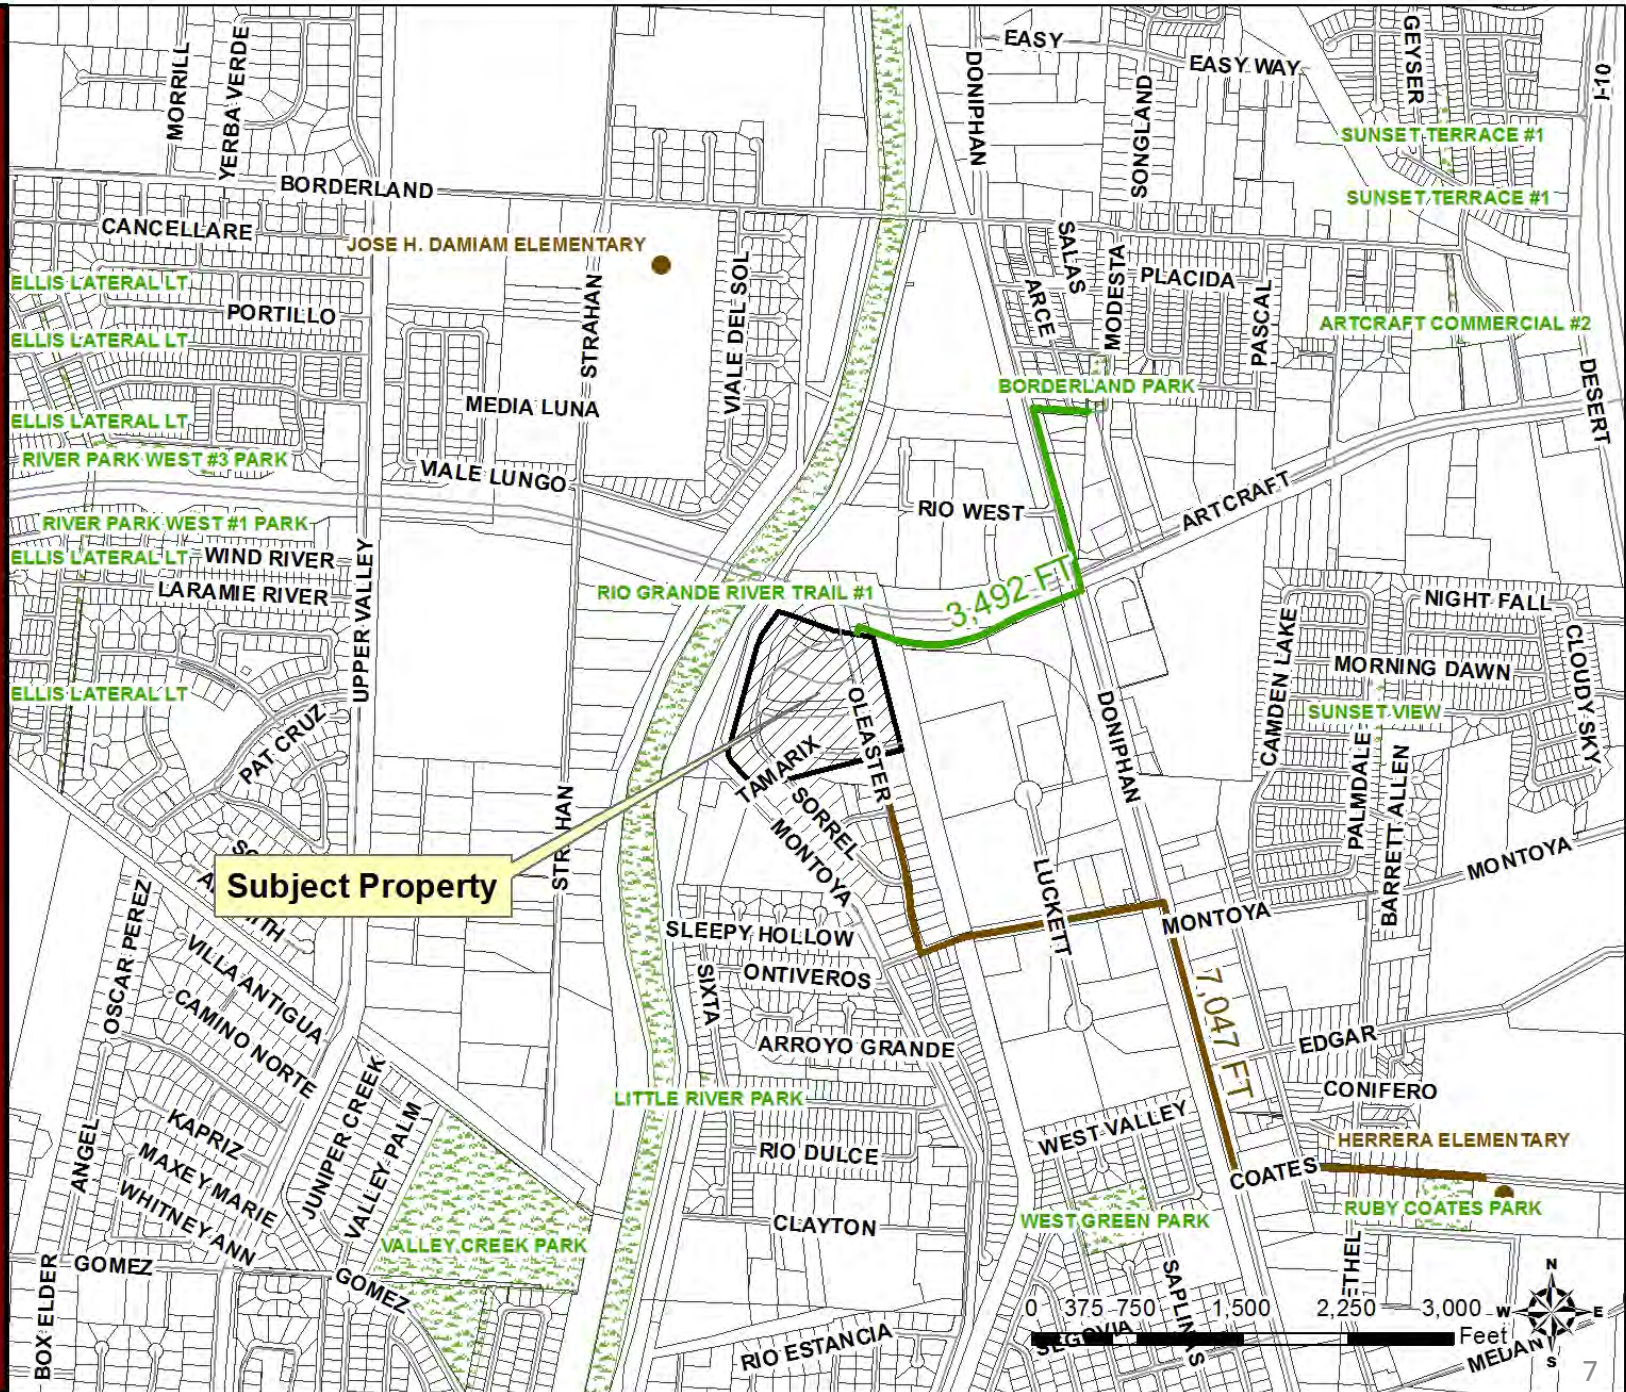 EASY
EASY WAY
GEYSER
I-10
MORRILL
YERBA VERDE
DONIPHAN
SONGLAND
SUNSET TERRACE #1
SUNSET TERRACE #1
BORDERLAND
CANCELLARE
JOSE H. DAMIAM ELEMENTARY
SALAS
ARCE
MODESTA
PLACIDA
PASCAL
ELLIS LATERAL LT
PORTILLO
STRAHAN
VIALE DEL SOL
ARTCRAFT COMMERCIAL #2
ELLIS LATERAL LT
DESERT
BORDERLAND PARK
MEDIA LUNA
ELLIS LATERAL LT
RIVER PARK WEST #3 PARK
VIALE LUNGO
RIO WEST
ARTCRAFT
RIVER PARK WEST #1 PARK
ELLIS LATERAL LT
WIND RIVER
UPPER VALLEY
LARAMIE RIVER
RIO GRANDE RIVER TRAIL #1
3,492 FT
NIGHT FALL
CAMDEN LAKE
CLOUDY SKY
MORNING DAWN
ELLIS LATERAL LT
SUNSET VIEW
OLEASTER
DONIPHAN
PAT CRUZ
TAMARIX
SORREL
MONTOYA
PALMDALE
BARRETT ALLEN
Subject Property
LUCKETT
MONTOYA
MONTOYA
SLEEPY HOLLOW
OSCAR PEREZ
VILLA ANTIGUA
SIXTA
ONTIVEROS
CAMINO NORTE
7,047 FT
ARROYO GRANDE
EDGAR
CONIFERO
LITTLE RIVER PARK
JUNIPER CREEK
VALLEY PALM
ANGEL
KAPRIZ
MAXEY MARIE
WHITNEY ANN
WEST VALLEY
HERRERA ELEMENTARY
RIO DULCE
COATES
RUBY COATES PARK
CLAYTON
WEST GREEN PARK
VALLEY CREEK PARK
GOMEZ
GOMEZ
BOX ELDER
ETHEL
RIO ESTANCIA
SEGOVIA
0 375 750 1,500 2,250 3,000
Feet
N
W
E
S
7